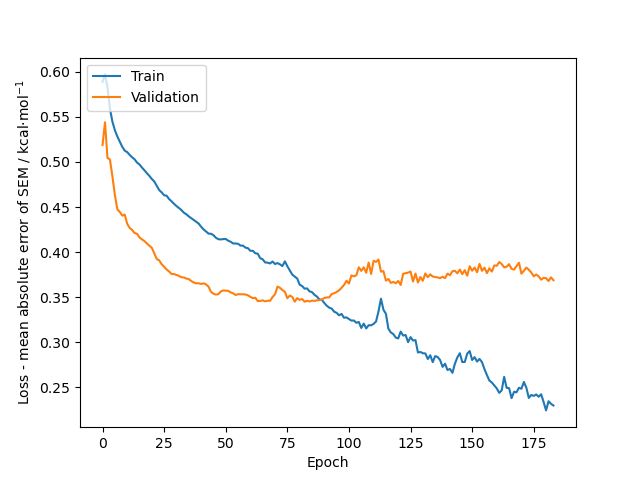 Train
Validation
0.60
0.55
0.50
0.45
0.40
0.35
0.30
0.25
Loss - mean absolute error of SEM / kcal·mol⁻¹
0 25 50 75 100 125 150 175
Epoch